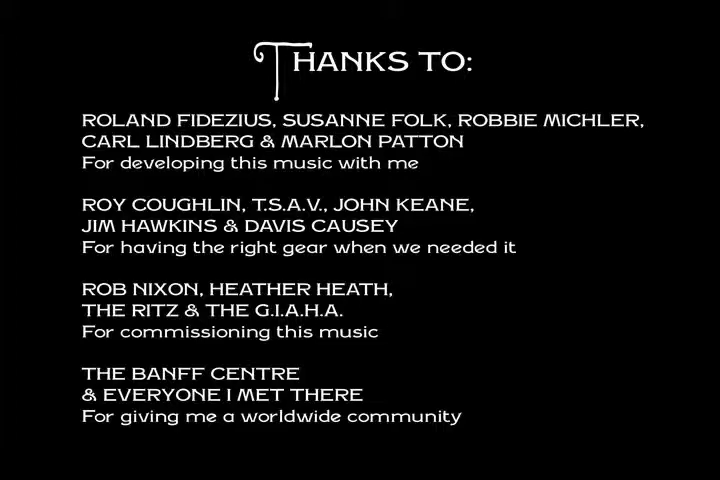 THANKS TO:
ROLAND FIDEZIUS, SUSANNE FOLK, ROBBIE MICHLER,
CARL LINDBERG & MARLON PATTON
For developing this music with me
ROY COUGHLIN, T.S.A.V., JOHN KEANE,
JIM HAWKINS & DAVIS CAUSEY
For having the right gear when we needed it
ROB NIXON, HEATHER HEATH,
THE RITZ & THE G.I.A.H.A.
For commissioning this music
THE BANFF CENTRE
& EVERYONE I MET THERE
For giving me a worldwide community